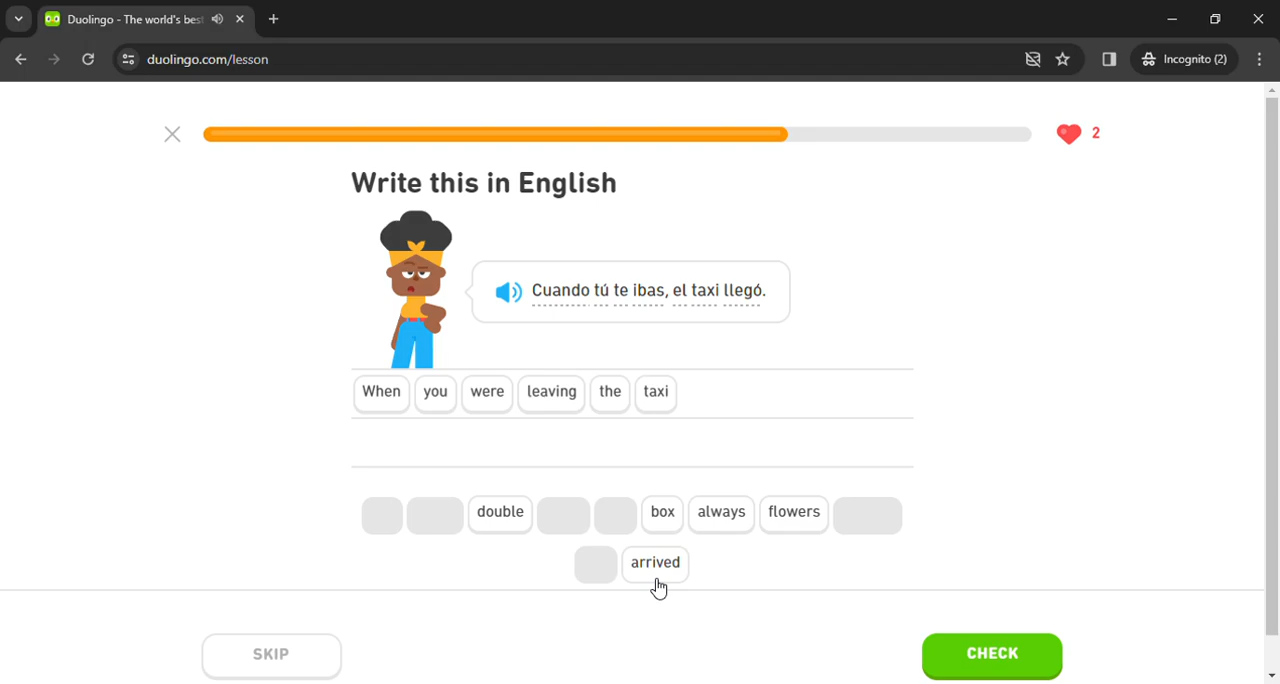 Duolingo - The world's bes
duolingo.com/lesson
Incognito (2)
2
Write this in English
Cuando tú te ibas, el taxi llegó.
When you were leaving the taxi
double box always flowers
arrived
SKIP
CHECK